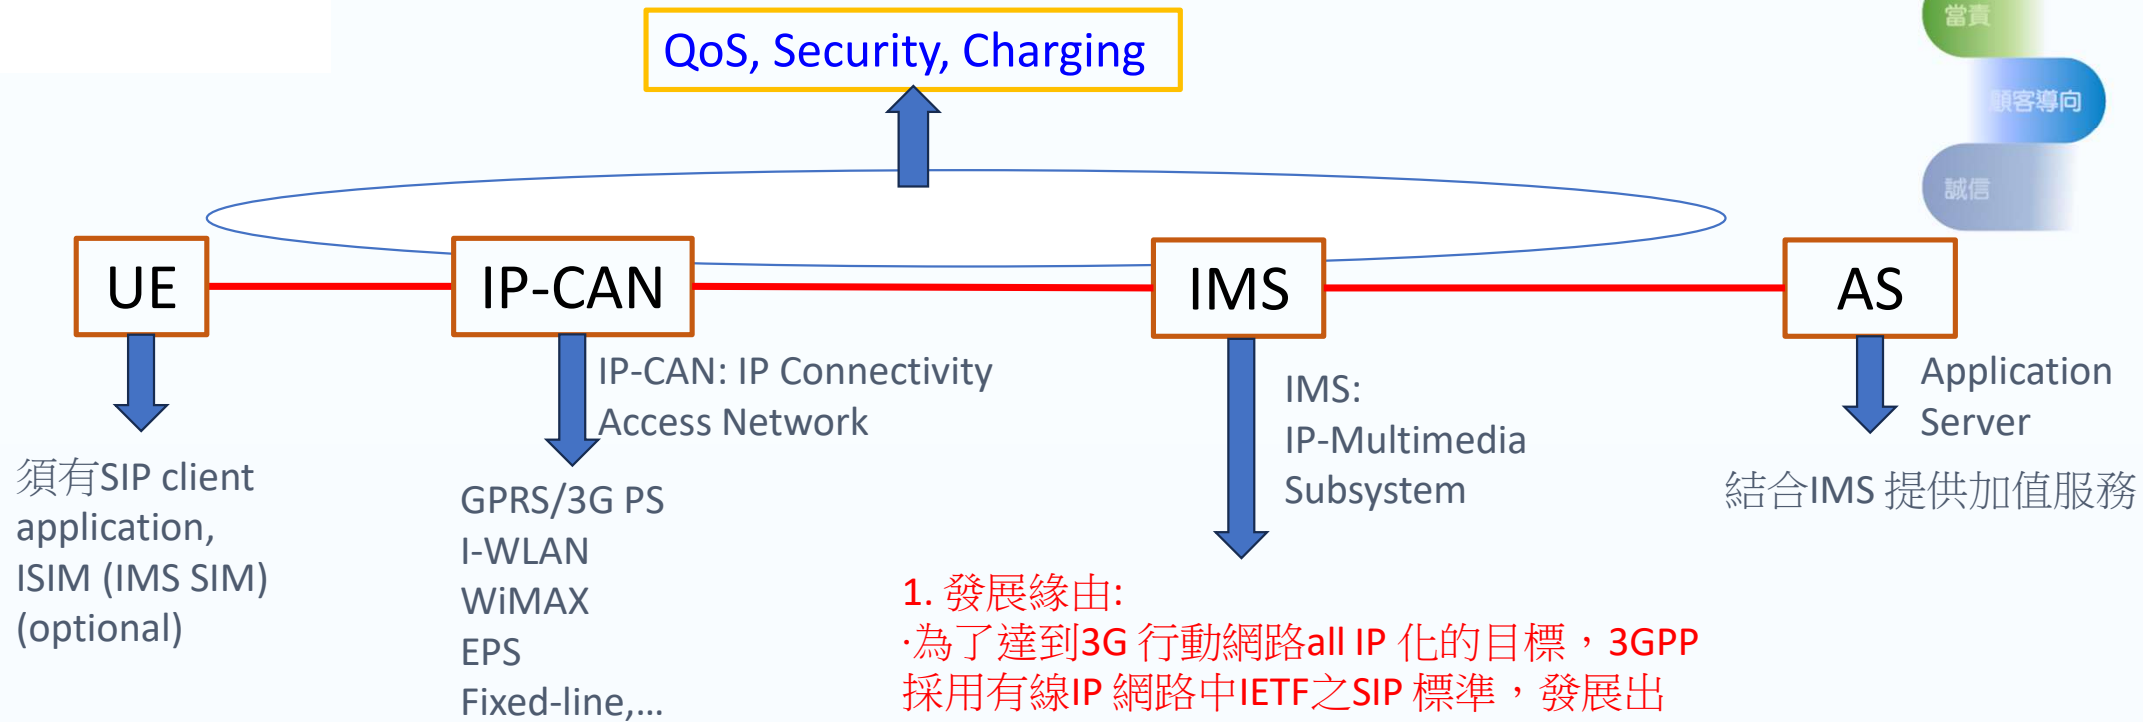 當責
顧客導向
誠信
QoS, Security, Charging
UE
IP-CAN
IMS
AS
須有SIP client
application,
ISIM (IMS SIM)
(optional)
IP-CAN: IP Connectivity
Access Network
GPRS/3G PS
I-WLAN
WiMAX
EPS
Fixed-line,...
IMS:
IP-Multimedia
Subsystem
1. 發展緣由:
·為了達到3G 行動網路all IP 化的目標，3GPP
採用有線IP 網路中IETF之SIP 標準，發展出
Application
Server
結合IMS 提供加值服務